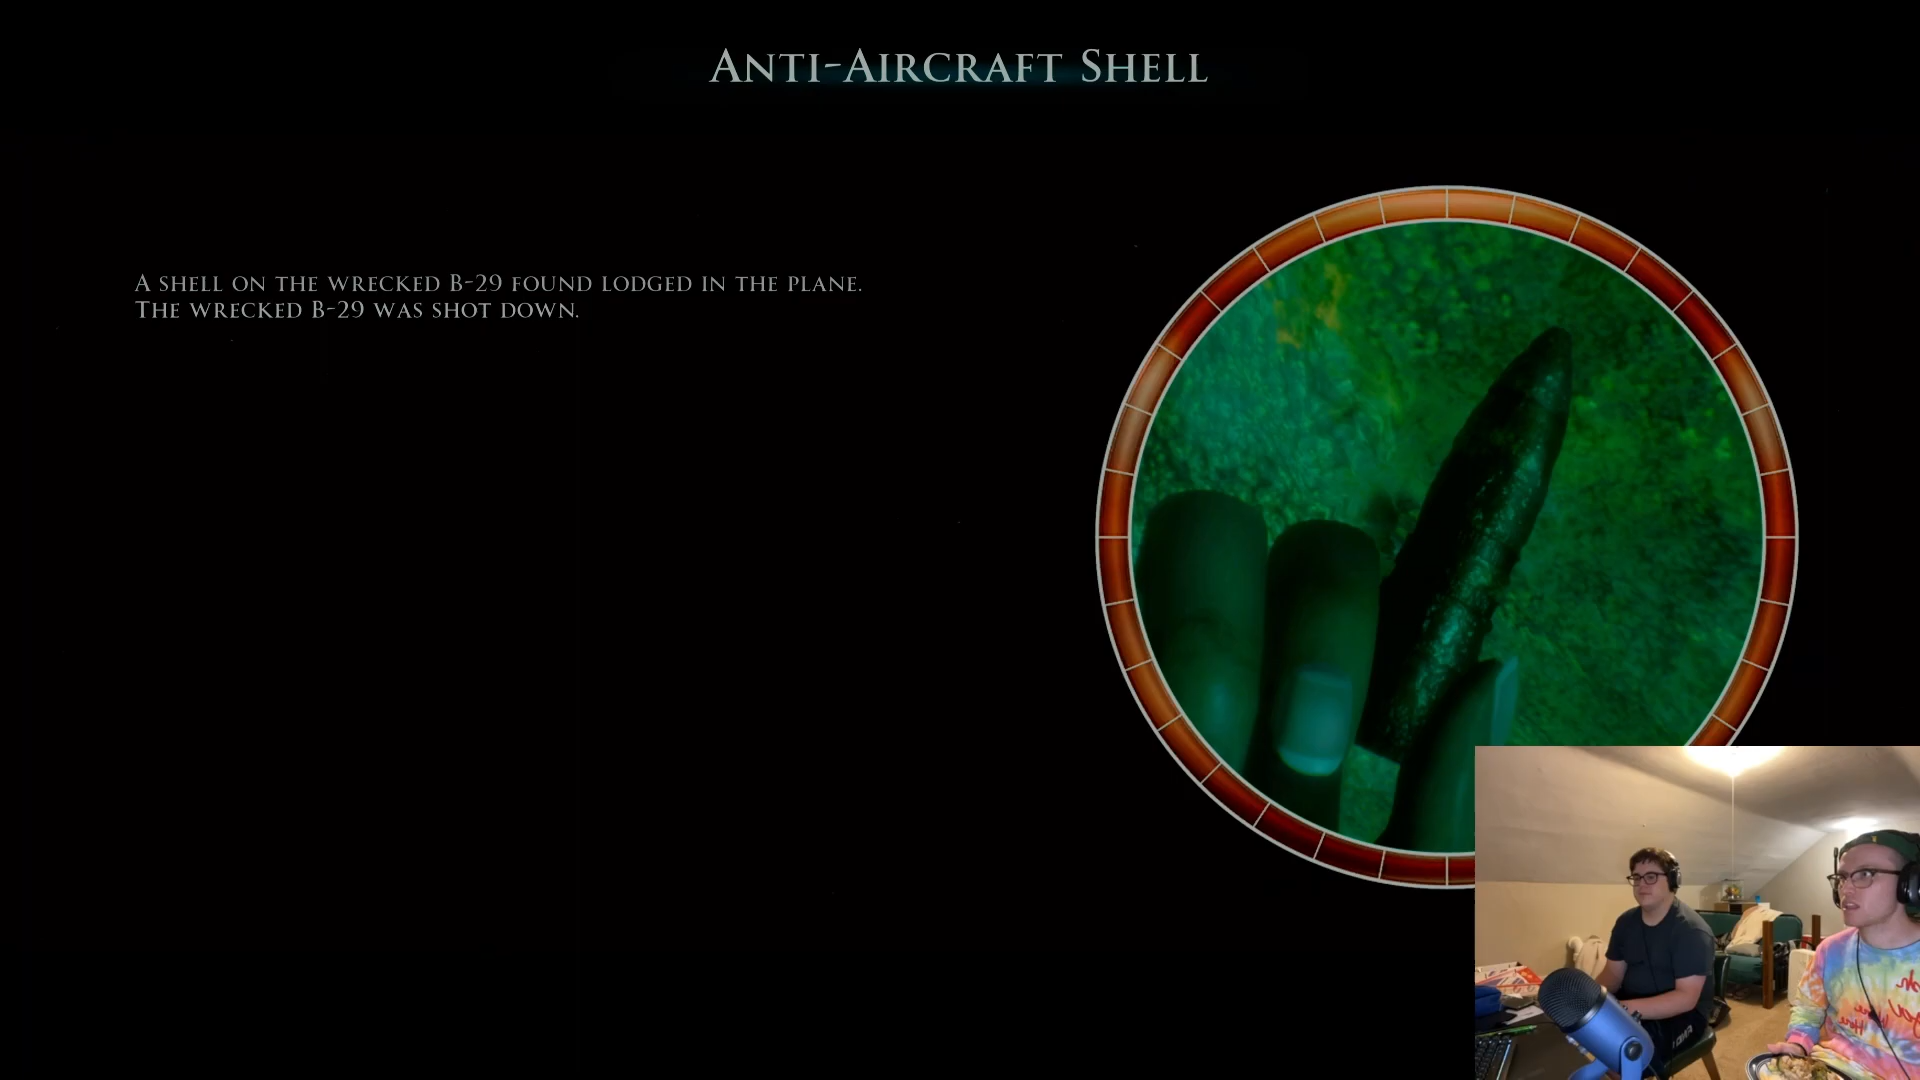 Anti-Aircraft Shell
A shell on the wrecked B-29 found lodged in the plane.
The wrecked B-29 was shot down.